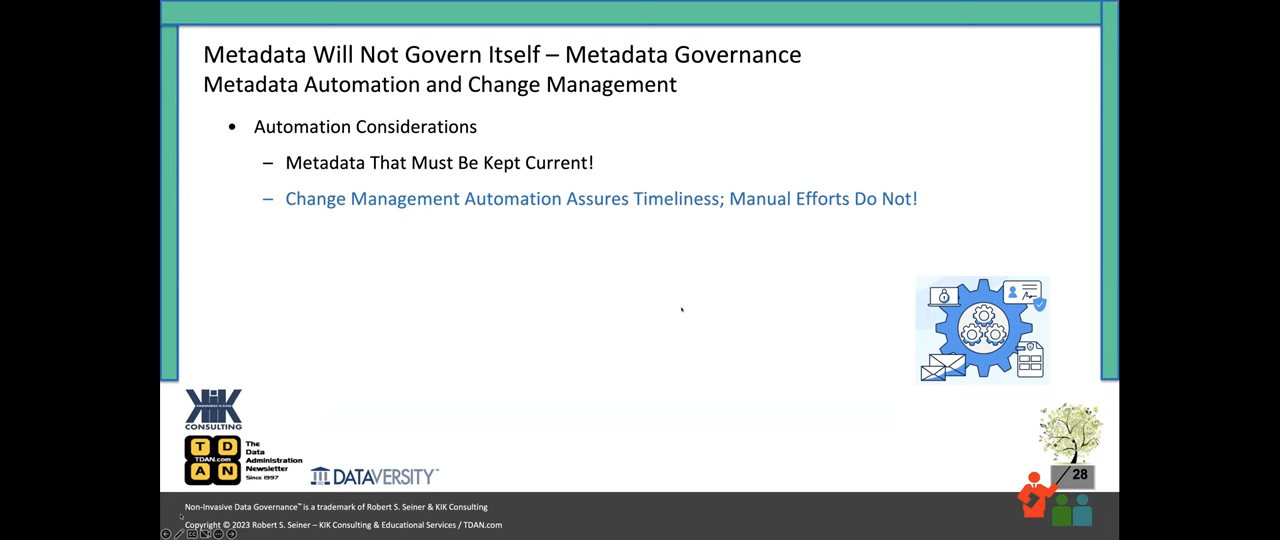 Metadata Will Not Govern Itself – Metadata Governance
Metadata Automation and Change Management
• Automation Considerations
– Metadata That Must Be Kept Current!
– Change Management Automation Assures Timeliness; Manual Efforts Do Not!
KIK
CONSULTING
T D
TDAN.com
A N
The
Data
Administration
Newsletter
Since 1997
DATAVERSITY™
28
Non-Invasive Data Governance™ is a trademark of Robert S. Seiner & KIK Consulting
Copyright © 2023 Robert S. Seiner – KIK Consulting & Educational Services / TDAN.com